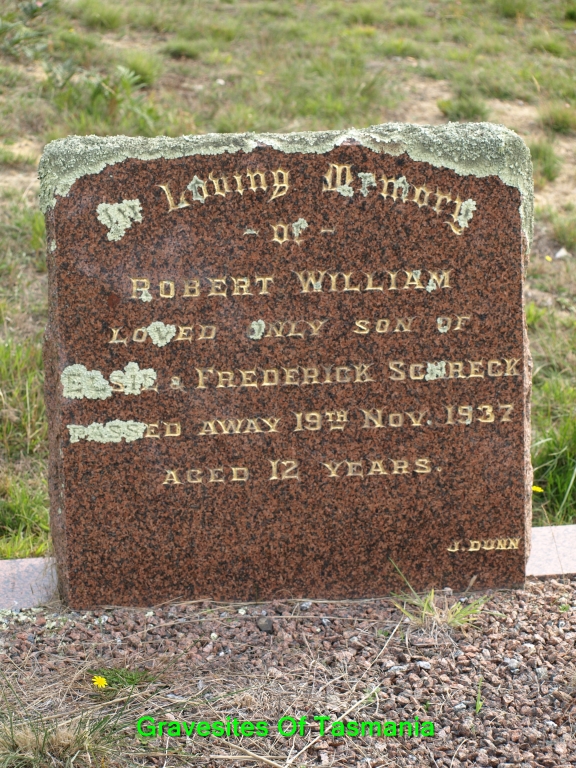 In Loving Memory
- of -
ROBERT WILLIAM
LOVED ONLY SON OF
& FREDERICK SCHRECK
PASSED AWAY 19TH NOV. 1937
AGED 12 YEARS.
J. DUNN
Gravesites Of Tasmania